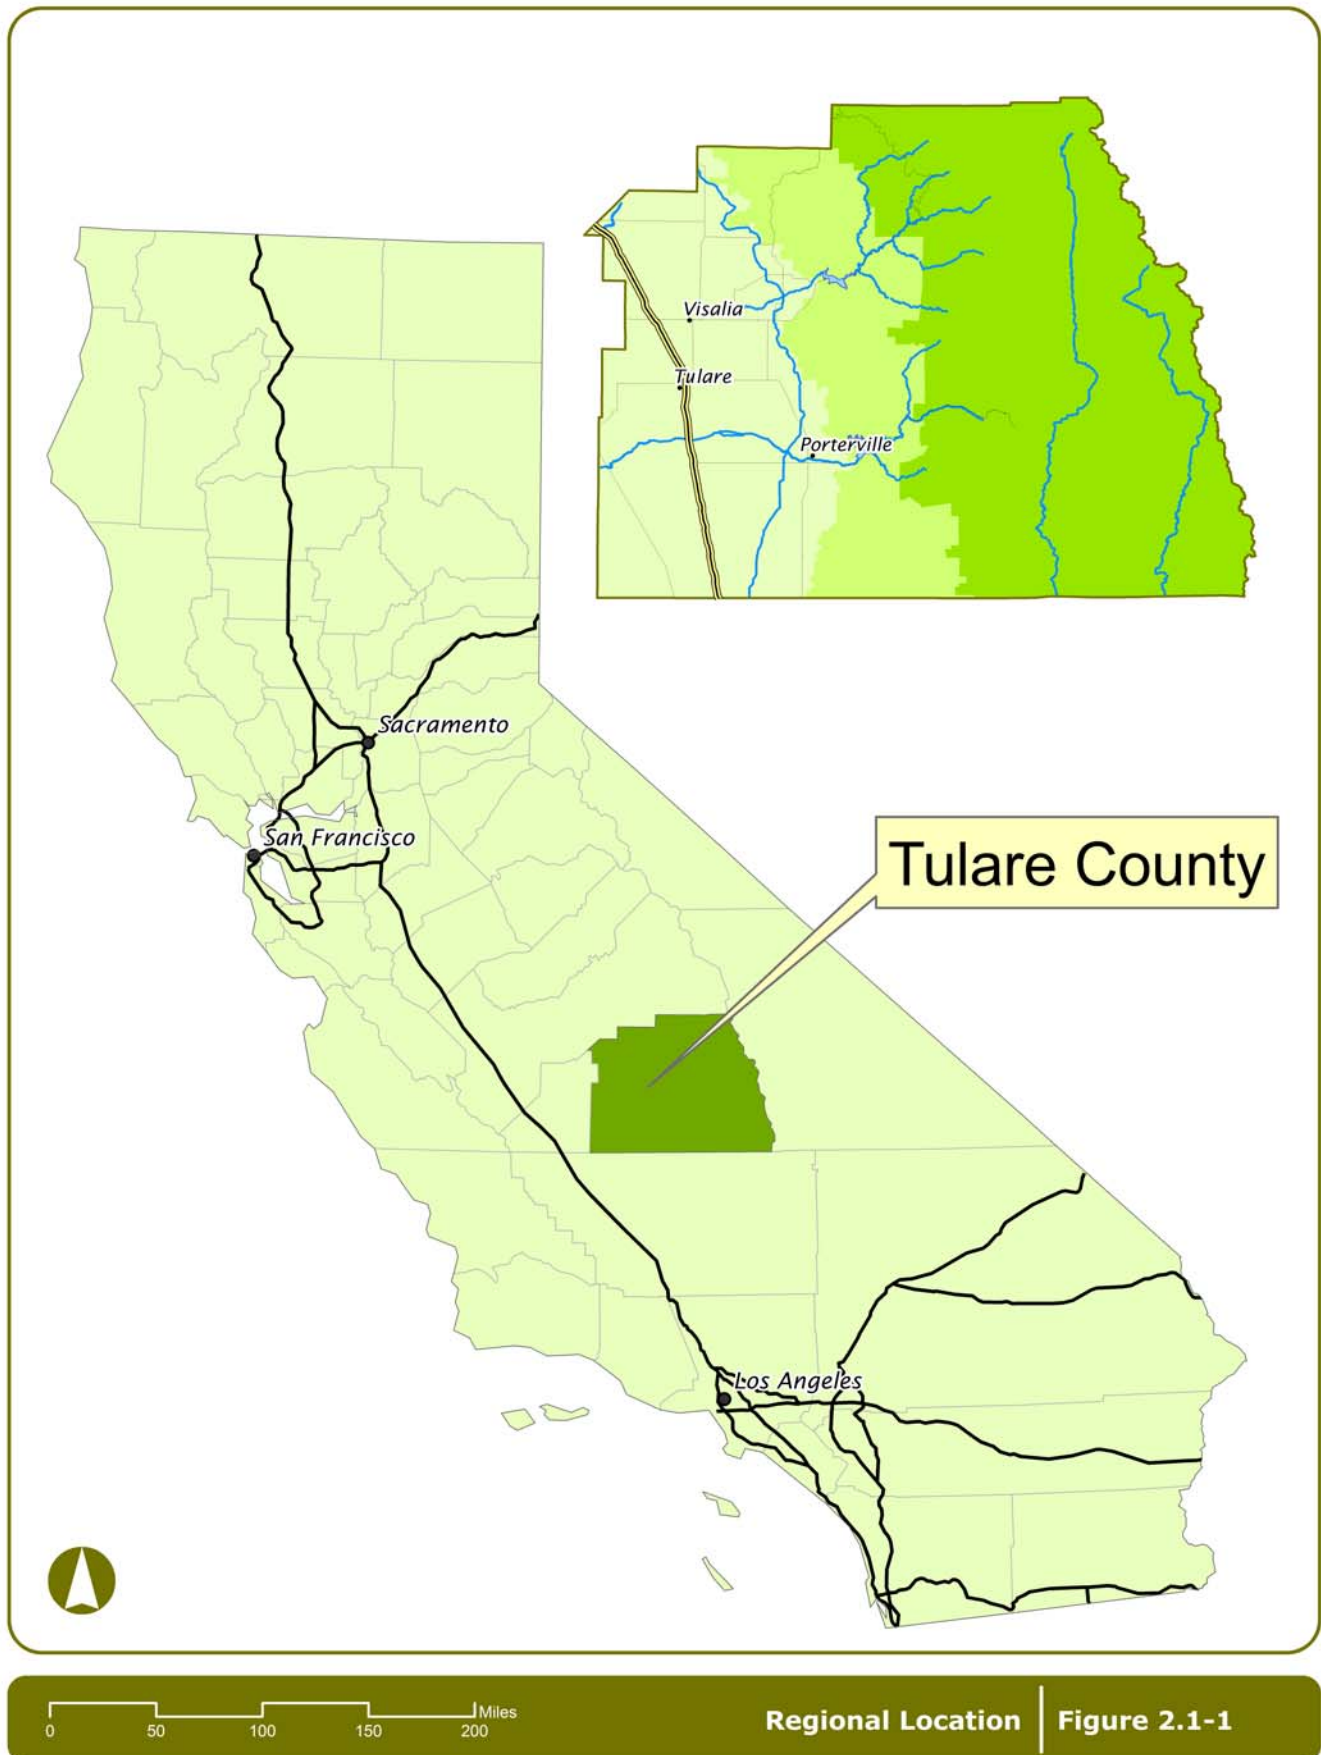 Visalia
Tulare
Porterville
Sacramento
San Francisco
Tulare County
Los Angeles
Miles
0 50 100 150 200
Regional Location Figure 2.1-1